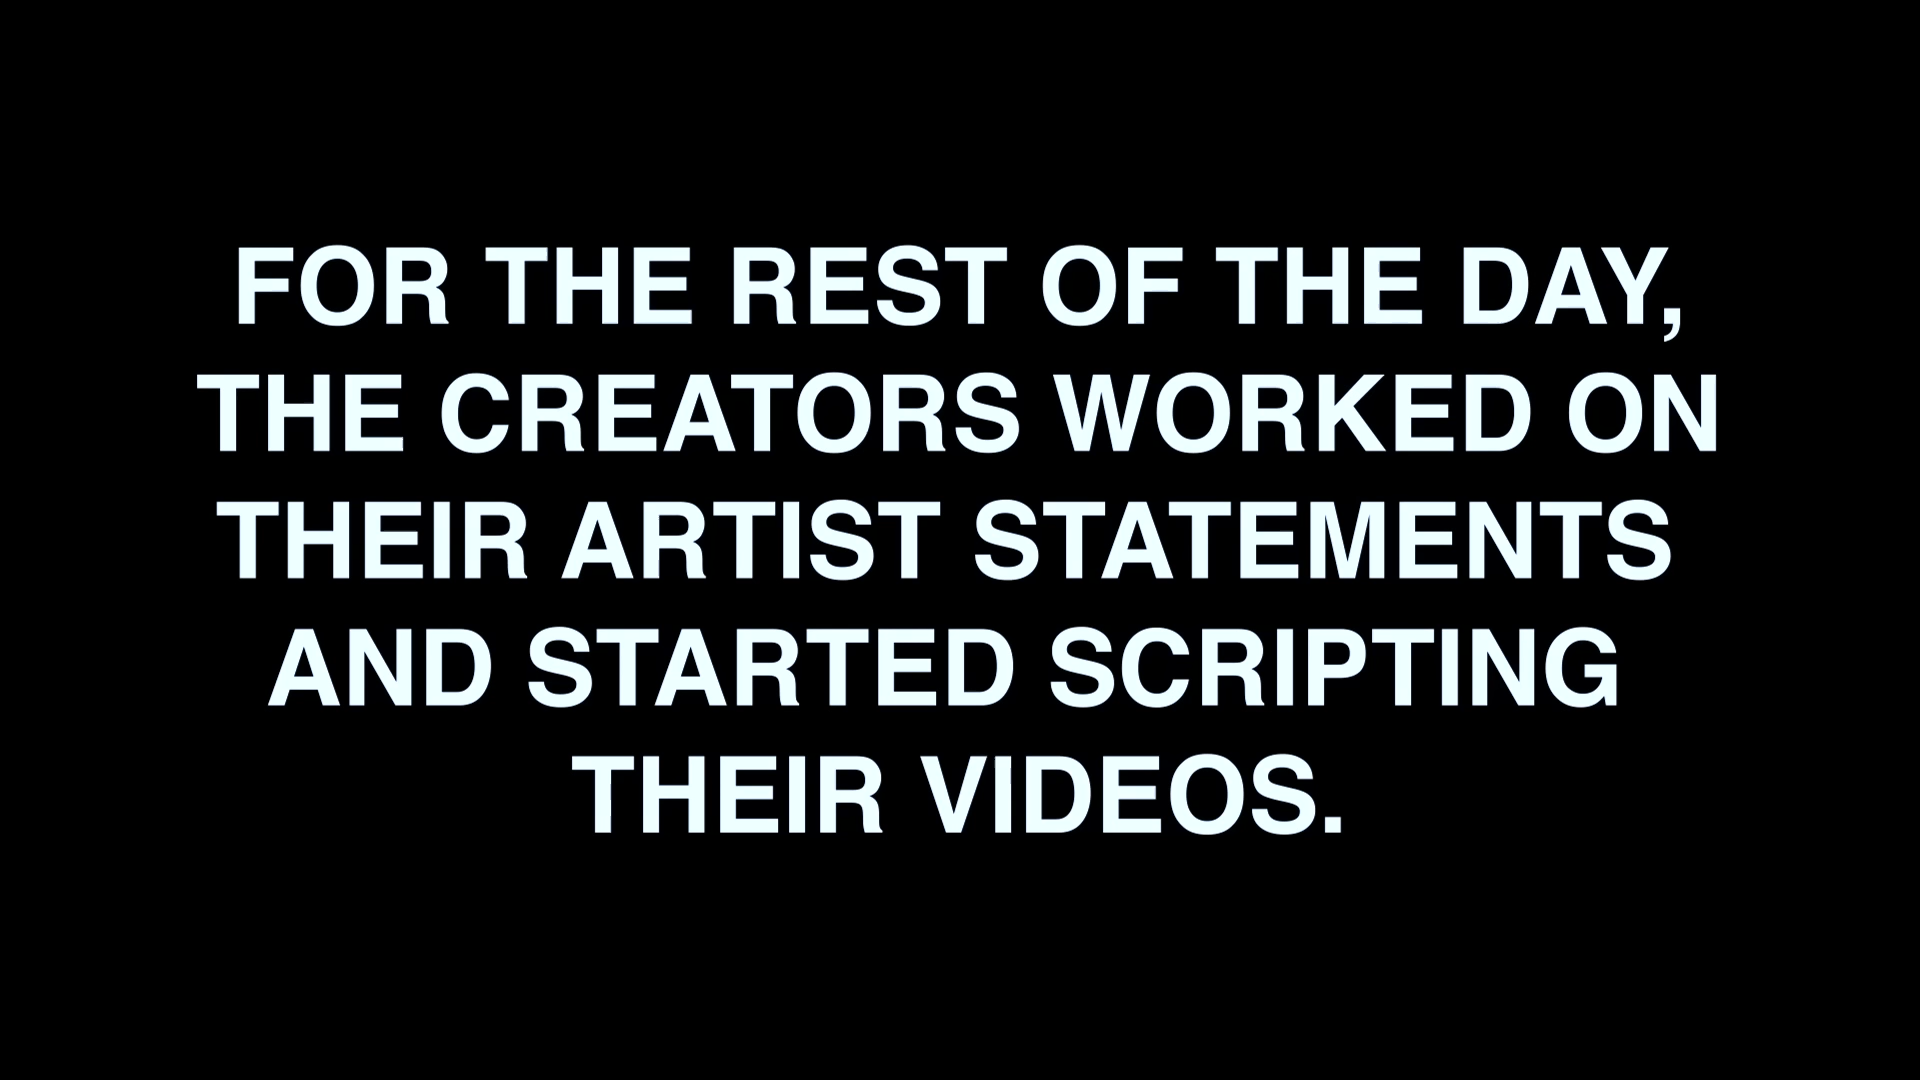 FOR THE REST OF THE DAY,
THE CREATORS WORKED ON
THEIR ARTIST STATEMENTS
AND STARTED SCRIPTING
THEIR VIDEOS.